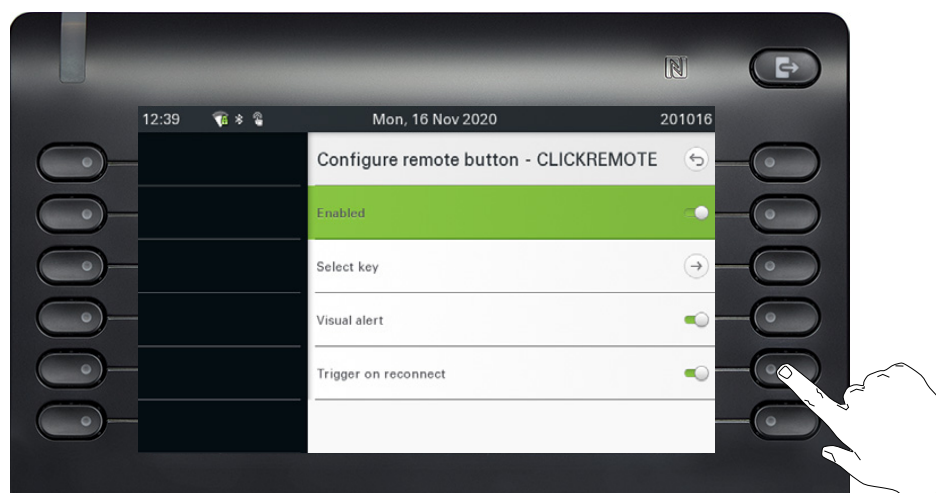 12:39 Mon, 16 Nov 2020 201016
Configure remote button - CLICKREMOTE
Enabled
Select key
Visual alert
Trigger on reconnect